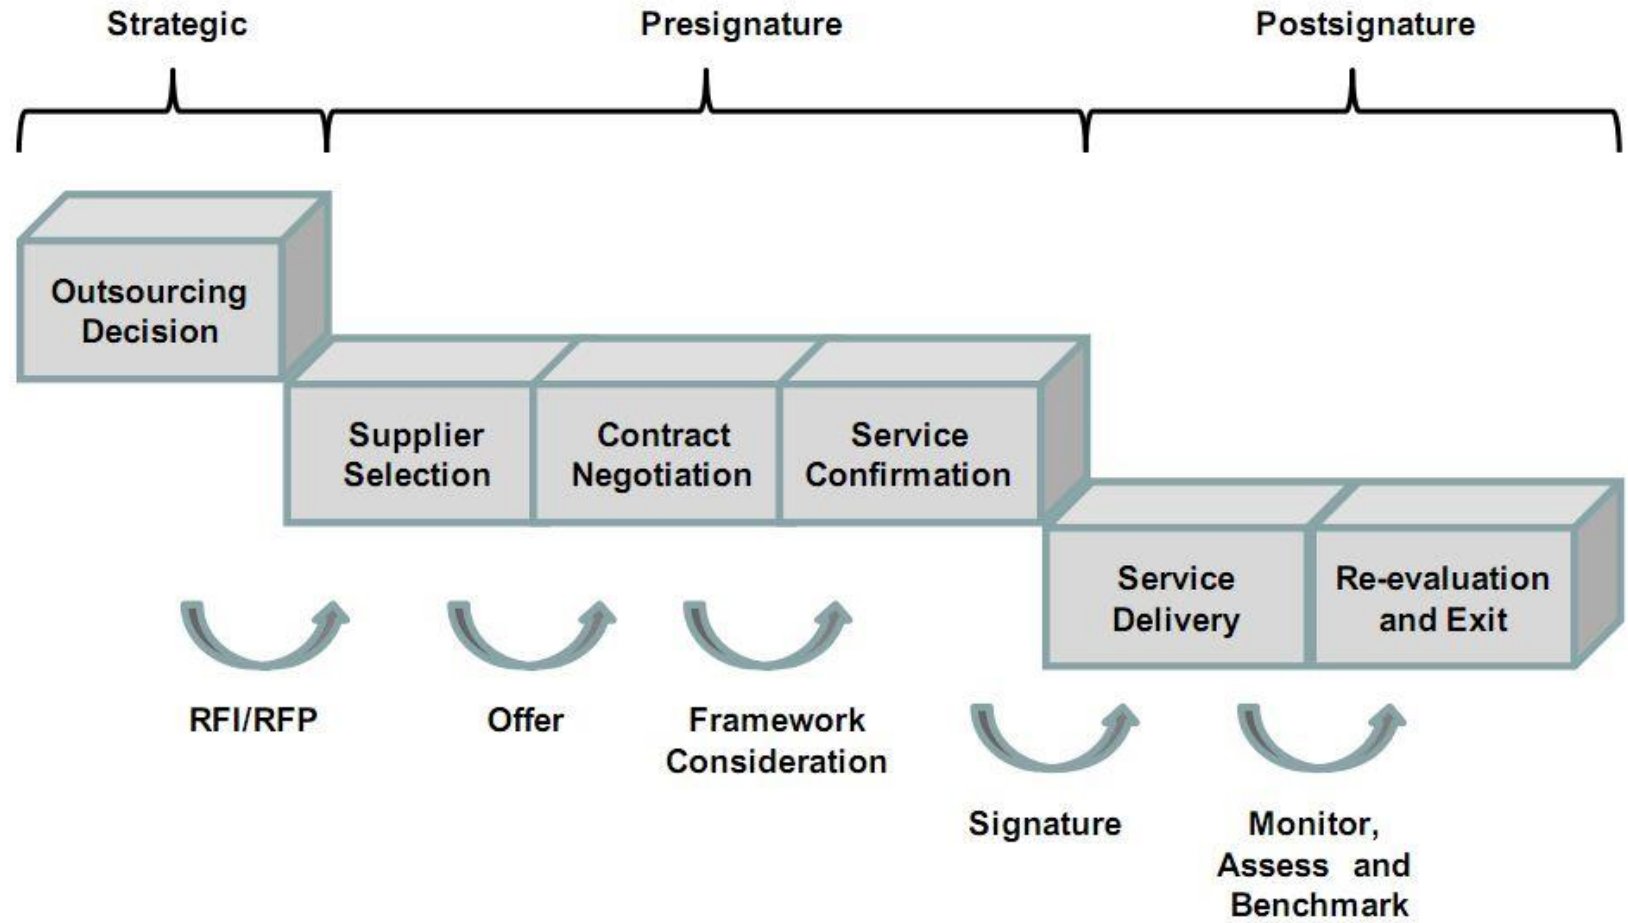 Strategic
Presignature
Postsignature
Outsourcing
Decision
Supplier
Selection
Contract
Negotiation
Service
Confirmation
Service
Delivery
Re-evaluation
and Exit
RFI/RFP
Offer
Framework
Consideration
Signature
Monitor,
Assess and
Benchmark